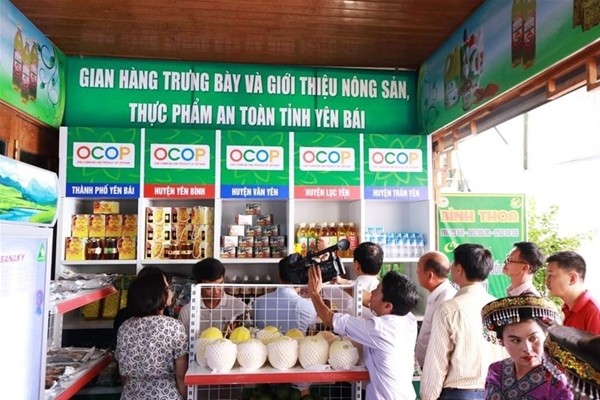 GIAN HÀNG TRƯNG BÀY VÀ GIỚI THIỆU NÔNG SẢN,
THỰC PHẨM AN TOÀN TỈNH YÊN BÁI
OCOP OCOP OCOP OCOP OCOP
THÀNH PHỐ YÊN BÁI HUYỆN YÊN BÌNH HUYỆN VĂN YÊN HUYỆN LỤC YÊN HUYỆN TRẤN YÊN
BÌNH THOA
SANAKY